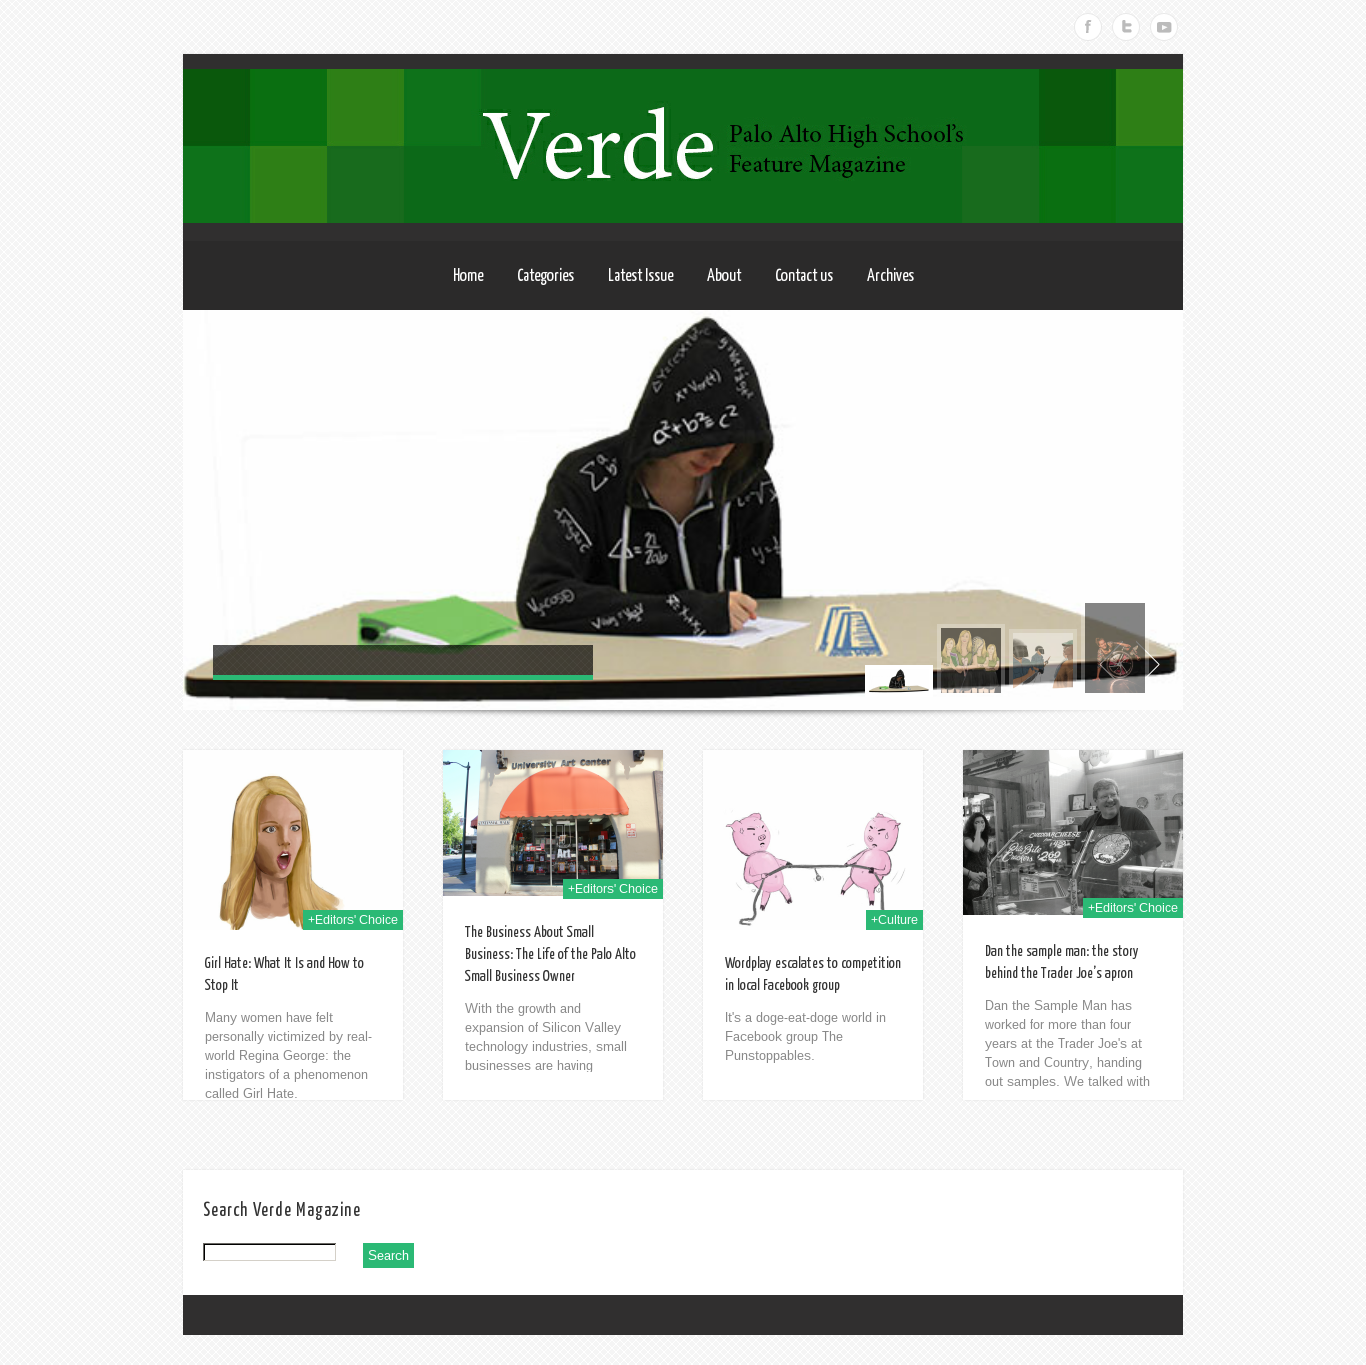 Verde
Palo Alto High School's
Feature Magazine
Home Categories Latest Issue About Contact us Archives
a²+b²=c²
University Art Center
Art
+Editors' Choice
+Editors' Choice
+Culture
+Editors' Choice
Girl Hate: What It Is and How to
Stop It
Many women have felt
personally victimized by real-
world Regina George: the
instigators of a phenomenon
called Girl Hate.
The Business About Small
Business: The Life of the Palo Alto
Small Business Owner
With the growth and
expansion of Silicon Valley
technology industries, small
businesses are having
Wordplay escalates to competition
in local Facebook group
It's a doge-eat-doge world in
Facebook group The
Punstoppables.
Dan the sample man: the story
behind the Trader Joe's apron
Dan the Sample Man has
worked for more than four
years at the Trader Joe's at
Town and Country, handing
out samples. We talked with
Search Verde Magazine
Search